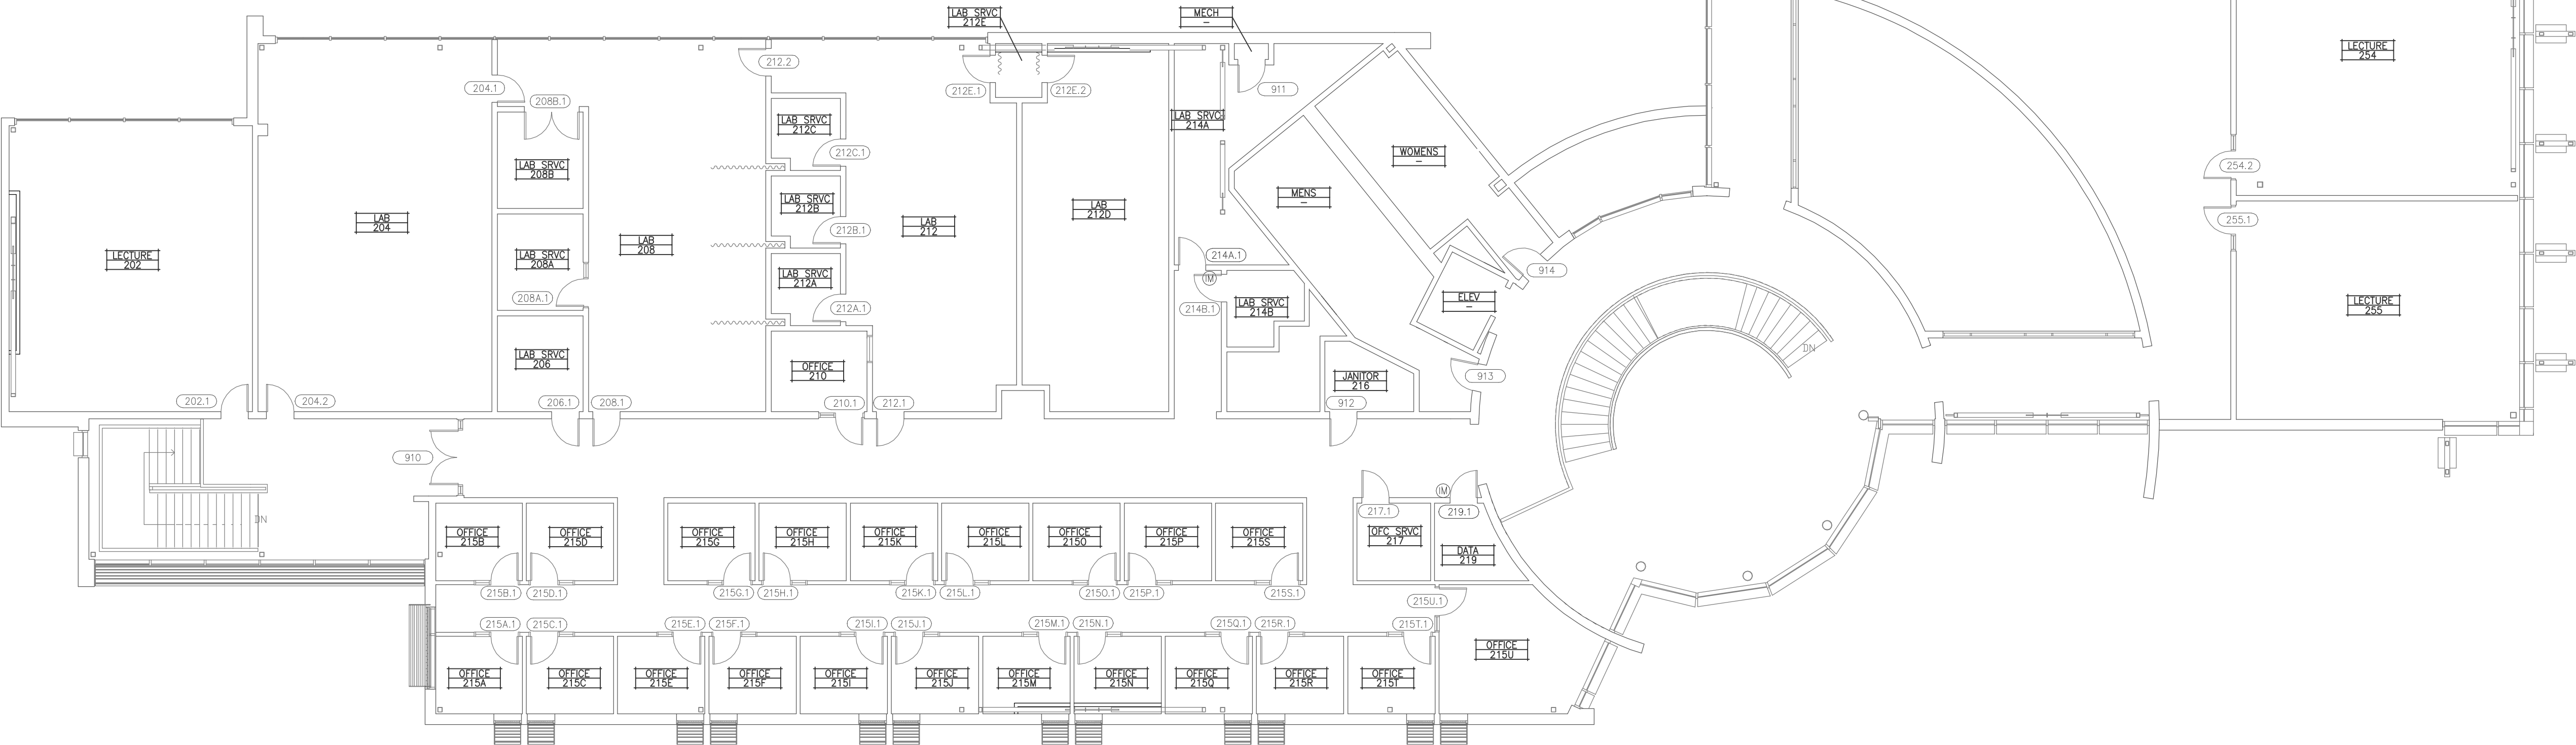 LAB SRVC
212E
MECH
-
LECTURE
254
212.2
204.1
208B.1
212E.1
212E.2
911
LAB SRVC
212C
LAB SRVC
214A
212C.1
WOMENS
-
254.2
LAB SRVC
208B
LAB SRVC
212B
LAB
212D
MENS
-
LAB
204
LAB
212
255.1
212B.1
LAB
208
LECTURE
202
LAB SRVC
208A
214A.1
914
LAB SRVC
212A
IM
208A.1
ELEV
-
LAB SRVC
214B
214B.1
212A.1
LECTURE
255
DN
LAB SRVC
206
OFFICE
210
JANITOR
216
913
202.1
204.2
206.1
208.1
210.1
212.1
912
910
IM
217.1
219.1
DN
OFFICE
215B
OFFICE
215D
OFFICE
215G
OFFICE
215H
OFFICE
215K
OFFICE
215L
OFFICE
215O
OFFICE
215P
OFFICE
215S
OFC SRVC
217
DATA
219
215B.1
215D.1
215G.1
215H.1
215K.1
215L.1
215O.1
215P.1
215S.1
215U.1
215A.1
215C.1
215E.1
215F.1
215I.1
215J.1
215M.1
215N.1
215Q.1
215R.1
215T.1
OFFICE
215U
OFFICE
215A
OFFICE
215C
OFFICE
215E
OFFICE
215F
OFFICE
215I
OFFICE
215J
OFFICE
215M
OFFICE
215N
OFFICE
215Q
OFFICE
215R
OFFICE
215T